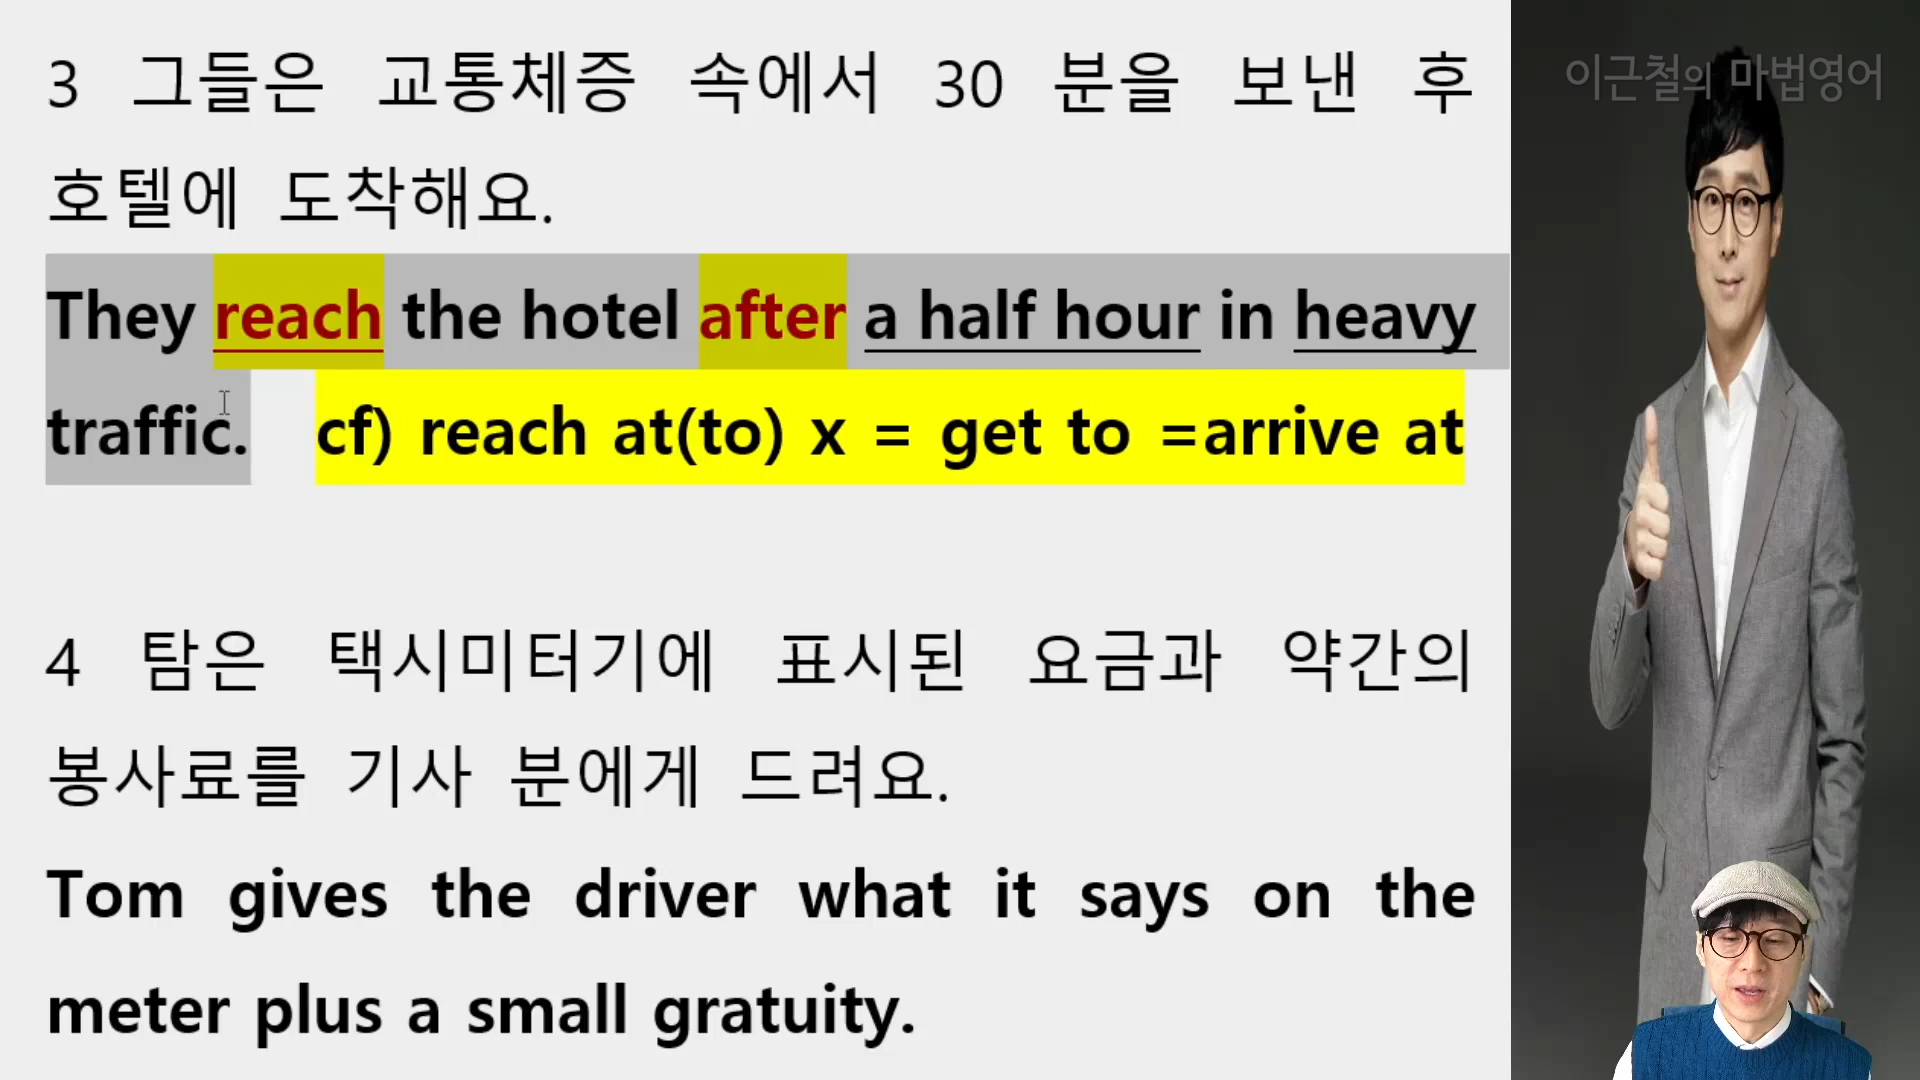 3 그들은 교통체증 속에서 30 분을 보낸 후
호텔에 도착해요.
They reach the hotel after a half hour in heavy
traffic. cf) reach at(to) x = get to =arrive at
4 탐은 택시미터기에 표시된 요금과 약간의
봉사료를 기사 분에게 드려요.
Tom gives the driver what it says on the
meter plus a small gratuity.
이근철의 마법영어